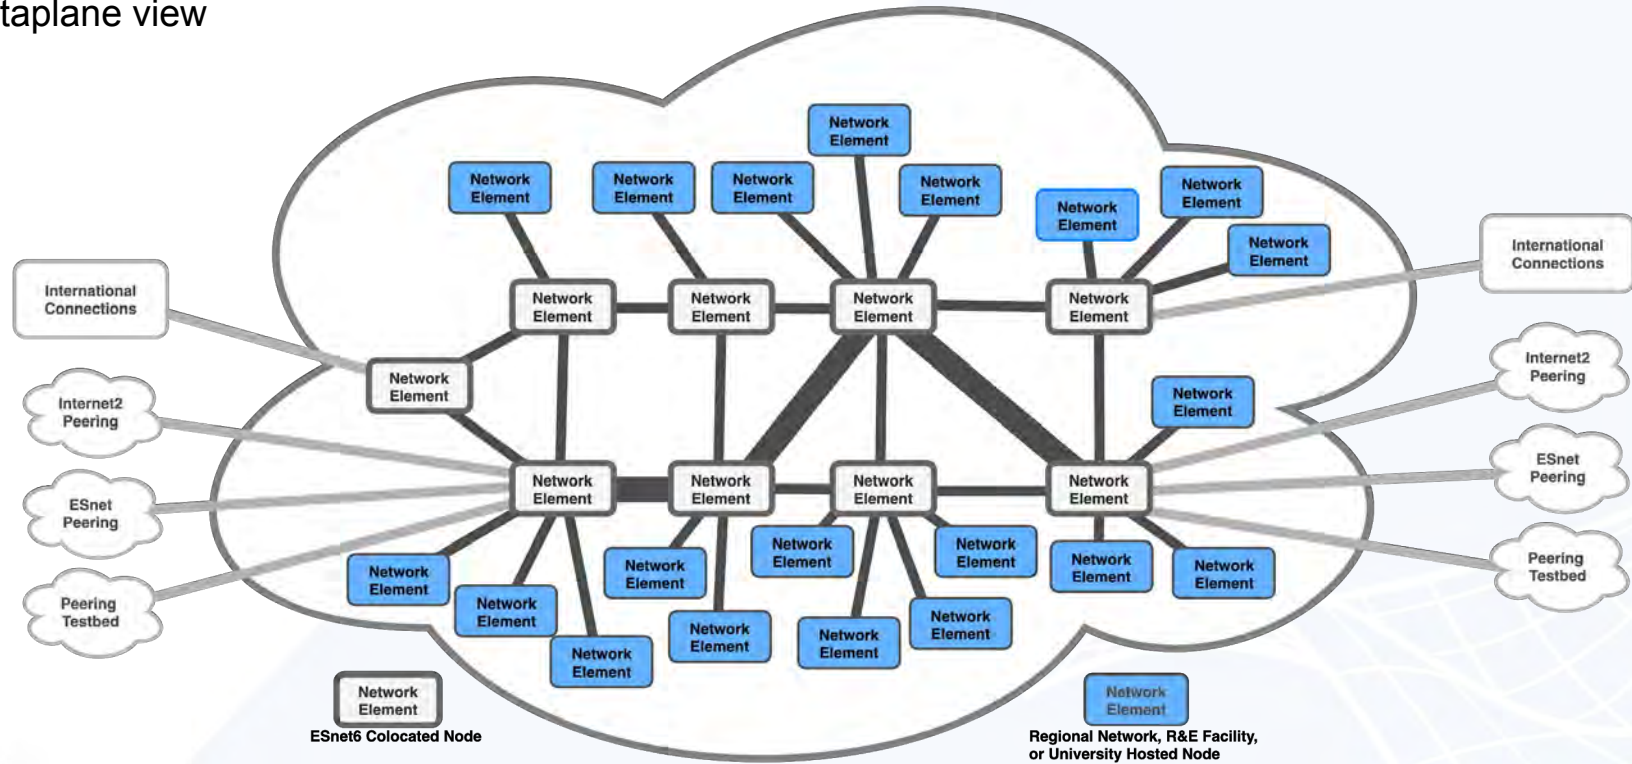 taplane view
Network
Element
Network
Element
Network
Element
Network
Element
Network
Element
Network
Element
Network
Element
Network
Element
International
Connections
International
Connections
Network
Element
Network
Element
Network
Element
Network
Element
Network
Element
Internet2
Peering
Internet2
Peering
Network
Element
ESnet
Peering
Network
Element
Network
Element
Network
Element
Network
Element
ESnet
Peering
Network
Element
Network
Element
Network
Element
Network
Element
Network
Element
Network
Element
Peering
Testbed
Network
Element
Network
Element
Network
Element
Network
Element
Network
Element
Peering
Testbed
Network
Element
ESnet6 Colocated Node
Network
Element
Regional Network, R&E Facility,
or University Hosted Node